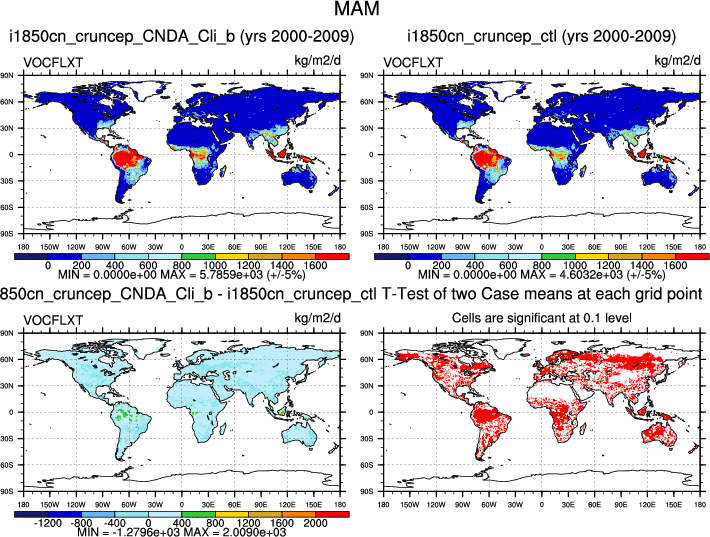 MAM
i1850cn_cruncep_CNDA_Cli_b (yrs 2000-2009)
i1850cn_cruncep_ctl (yrs 2000-2009)
VOCFLXT kg/m2/d
VOCFLXT kg/m2/d
90N
60N
30N
0
30S
60S
90S
180 150W 120W 90W 60W 30W 0 30E 60E 90E 120E 150E 180
90N
60N
30N
0
30S
60S
90S
180 150W 120W 90W 60W 30W 0 30E 60E 90E 120E 150E 180
0 200 400 600 800 1000 1200 1400 1600
0 200 400 600 800 1000 1200 1400 1600
MIN = 0.0000e+00 MAX = 5.7859e+03 (+/-5%)
MIN = 0.0000e+00 MAX = 4.6032e+03 (+/-5%)
850cn_cruncep_CNDA_Cli_b - i1850cn_cruncep_ctl
T-Test of two Case means at each grid point
VOCFLXT kg/m2/d
Cells are significant at 0.1 level
90N
60N
30N
0
30S
60S
90S
180 150W 120W 90W 60W 30W 0 30E 60E 90E 120E 150E 180
90N
60N
30N
0
30S
60S
90S
180 150W 120W 90W 60W 30W 0 30E 60E 90E 120E 150E 180
-1200 -800 -400 0 400 800 1200 1600 2000
MIN = -1.2796e+03 MAX = 2.0090e+03